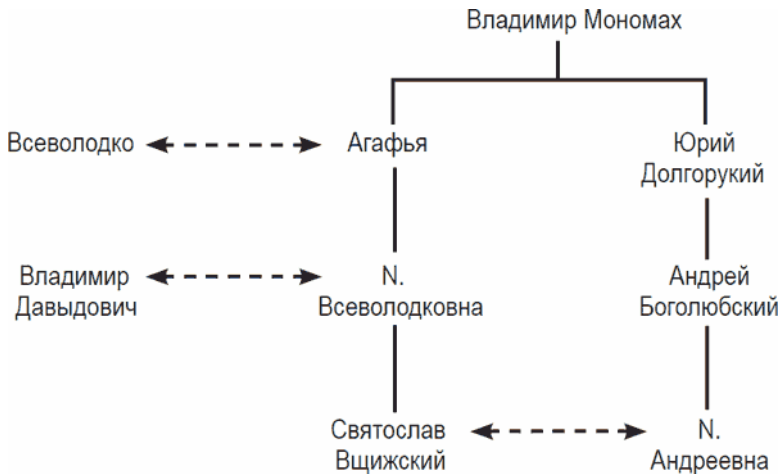 Владимир Мономах
Всеволодко
Агафья
Юрий
Долгорукий
Владимир
Давыдович
N.
Всеволодковна
Андрей
Боголюбский
Святослав
Вщижский
N.
Андреевна